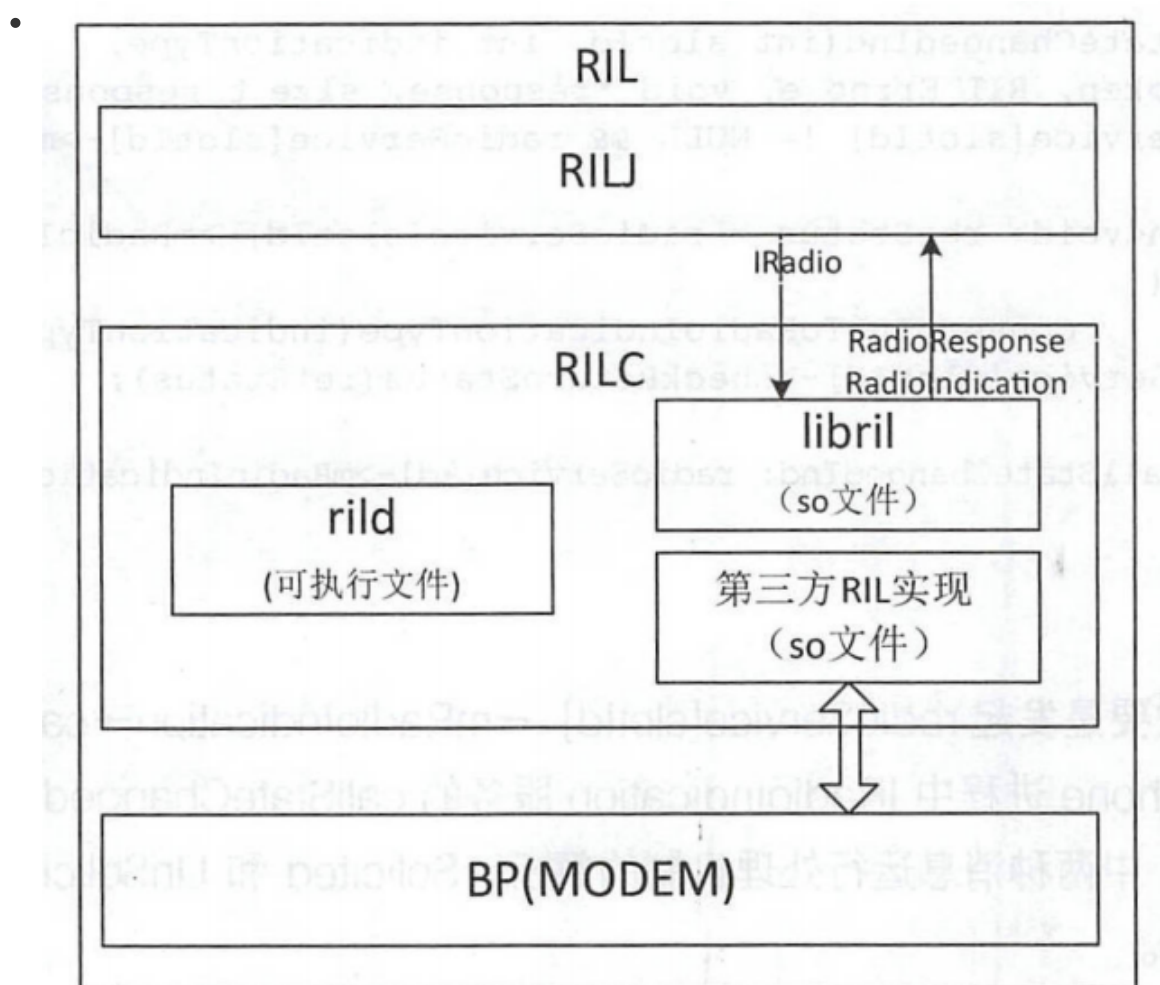 RIL
RILJ
IRadio
RadioResponse
RadioIndication
RILC
libril
（so文件）
rild
(可执行文件)
第三方RIL实现
（so文件）
BP(MODEM)